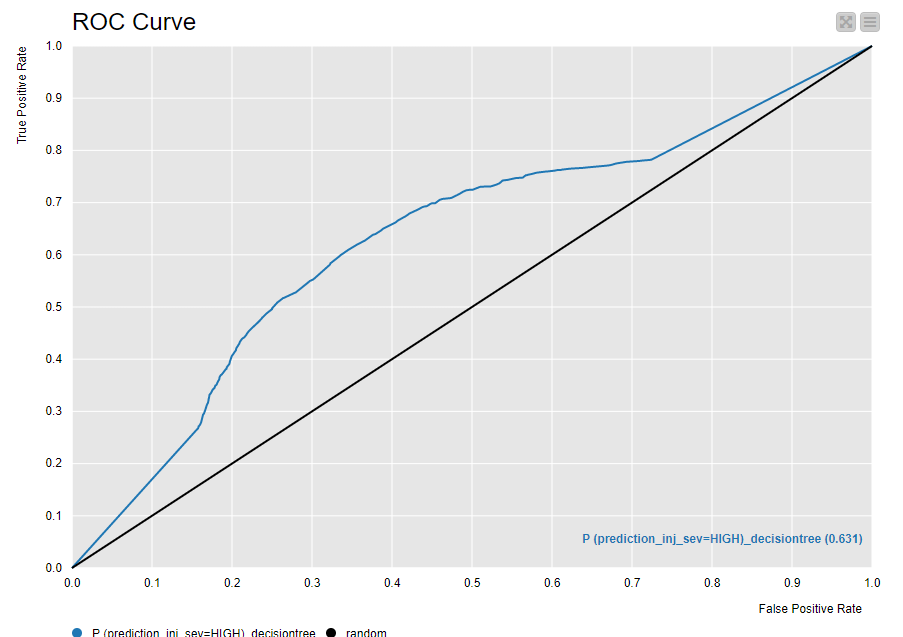 ROC Curve
True Positive Rate
1.0
0.9
0.8
0.7
0.6
0.5
0.4
0.3
0.2
0.1
0.0
P (prediction_inj_sev=HIGH)_decisiontree (0.631)
0.0 0.1 0.2 0.3 0.4 0.5 0.6 0.7 0.8 0.9 1.0
False Positive Rate
P (prediction_inj_sev=HIGH)_decisiontree random